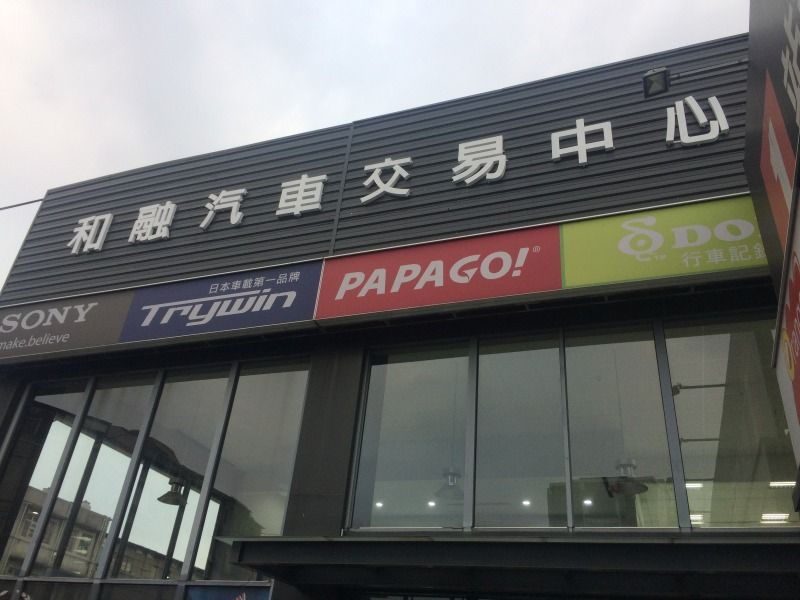 和融汽車交易中心
SONY
make.believe
日本車載第一品牌
Trywin
PAPAGO!
DO
行車記錄